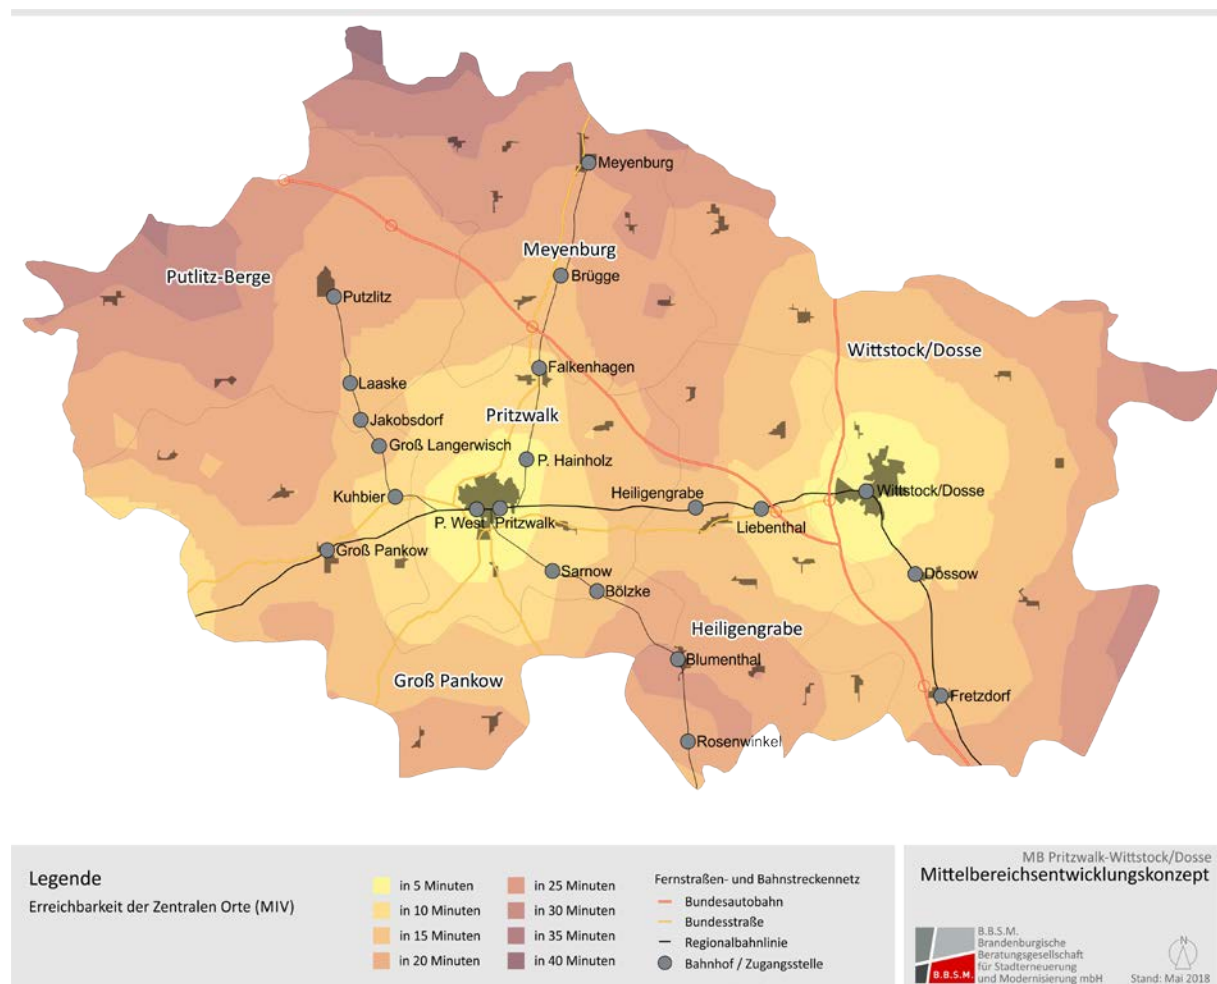 Meyenburg
Meyenburg
Putlitz-Berge
Brügge
Putzlitz
Wittstock/Dosse
Falkenhagen
Laaske
Pritzwalk
Jakobsdorf
Groß Langerwisch
P. Hainholz
Kuhbier
Heiligengrabe
Wittstock/Dosse
P. West
Pritzwalk
Liebenthal
Groß Pankow
Sarnow
Dossow
Bölzke
Heiligengrabe
Blumenthal
Groß Pankow
Fretzdorf
Rosenwinkel
Legende
Erreichbarkeit der Zentralen Orte (MIV)
in 5 Minuten
in 10 Minuten
in 15 Minuten
in 20 Minuten
in 25 Minuten
in 30 Minuten
in 35 Minuten
in 40 Minuten
Fernstraßen- und Bahnstreckennetz
Bundesautobahn
Bundesstraße
Regionalbahnlinie
Bahnhof / Zugangsstelle
MB Pritzwalk-Wittstock/Dosse
Mittelbereichsentwicklungskonzept
B.B.S.M.
B.B.S.M.
Brandenburgische
Beratungsgesellschaft
für Stadterneuerung
und Modernisierung mbH
N
Stand: Mai 2018